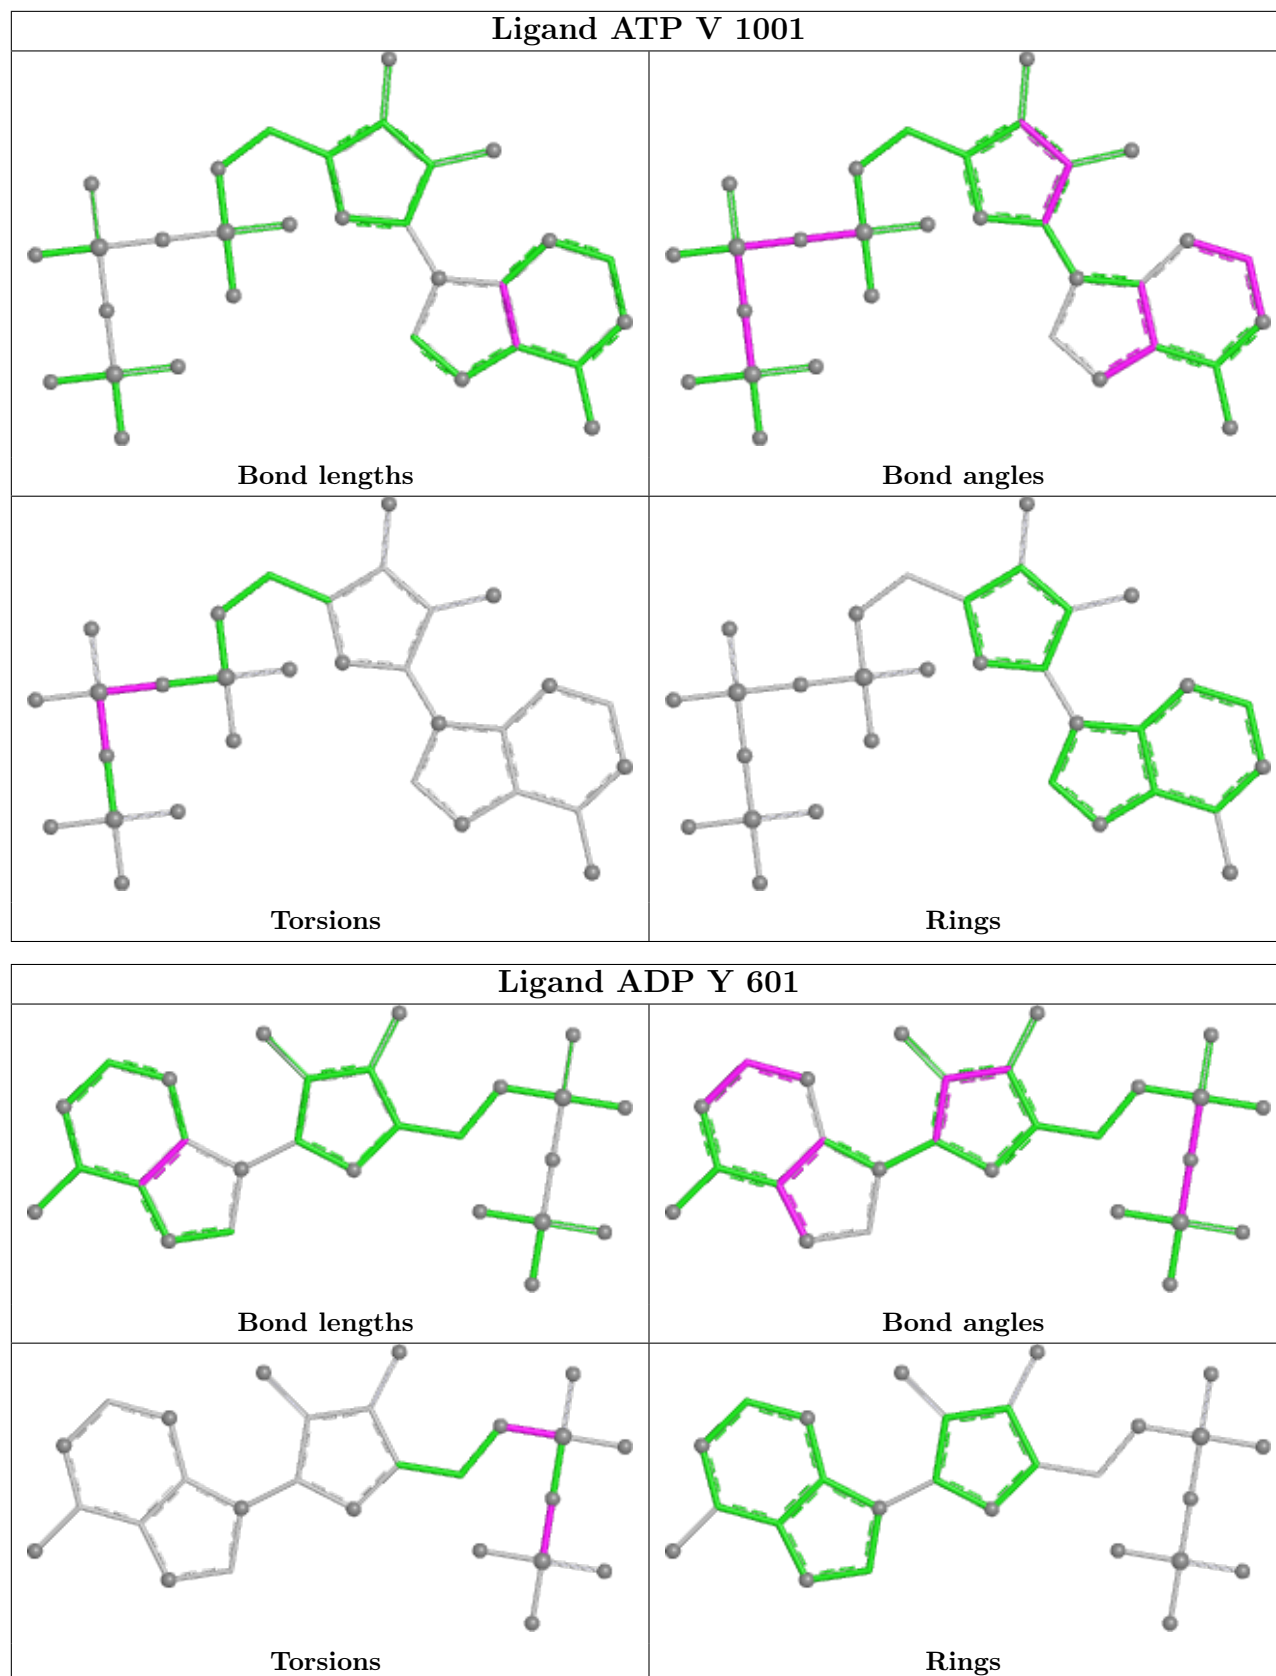 Ligand ATP V 1001
Bond lengths
Bond angles
Torsions
Rings
Ligand ADP Y 601
Bond lengths
Bond angles
Torsions
Rings